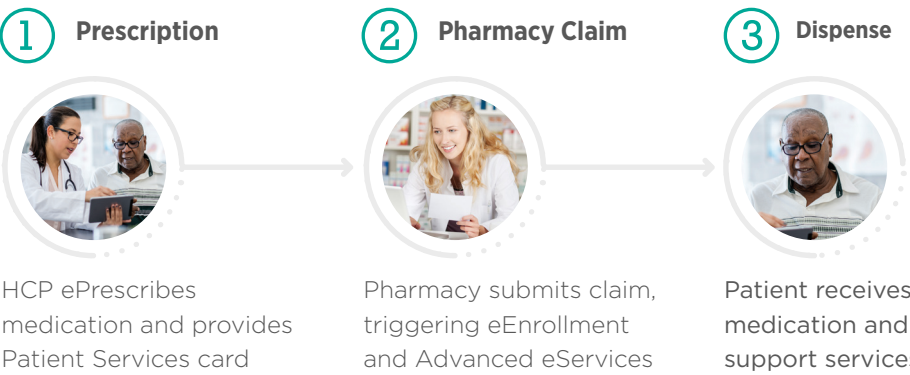 1 Prescription
2 Pharmacy Claim
3 Dispense
HCP ePrescribes
medication and provides
Patient Services card
Pharmacy submits claim,
triggering eEnrollment
and Advanced eServices
Patient receives
medication and
support service